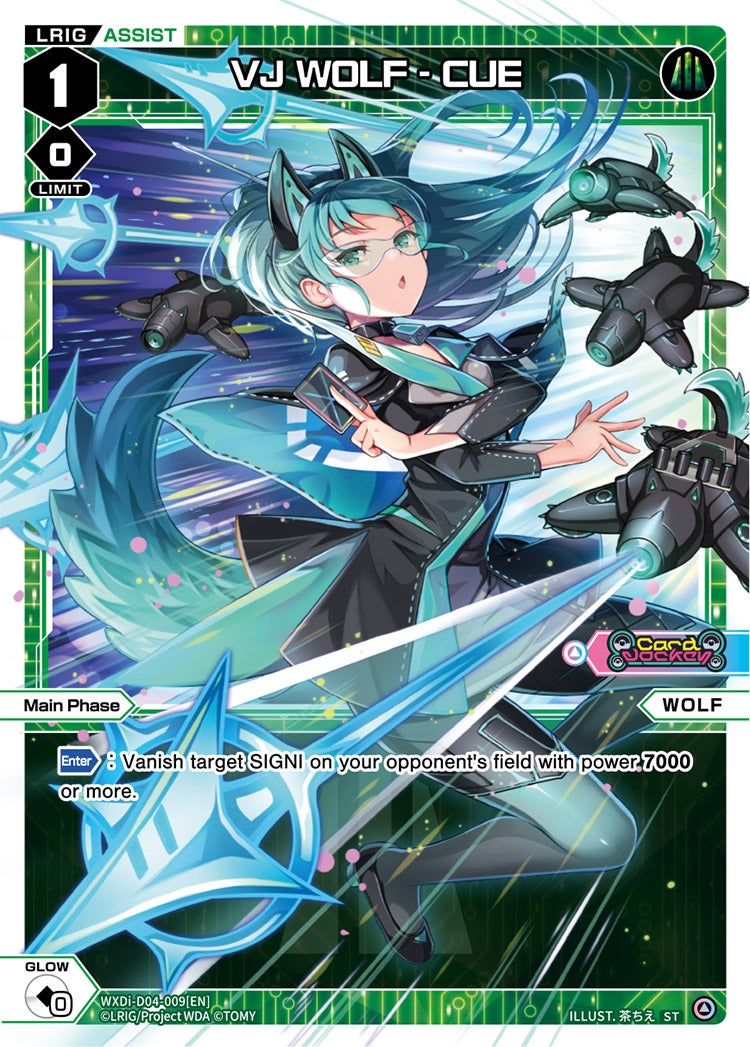 LRIG ASSIST
VJ WOLF - CUE
1
0
LIMIT
Card
Jockey
Main Phase
WOLF
Enter : Vanish target SIGNI on your opponent's field with power 7000
or more.
GLOW
0
WXDi-D04-009[EN]
©LRIG/Project WDA ©TOMY
ILLUST. 茶ちえ ST